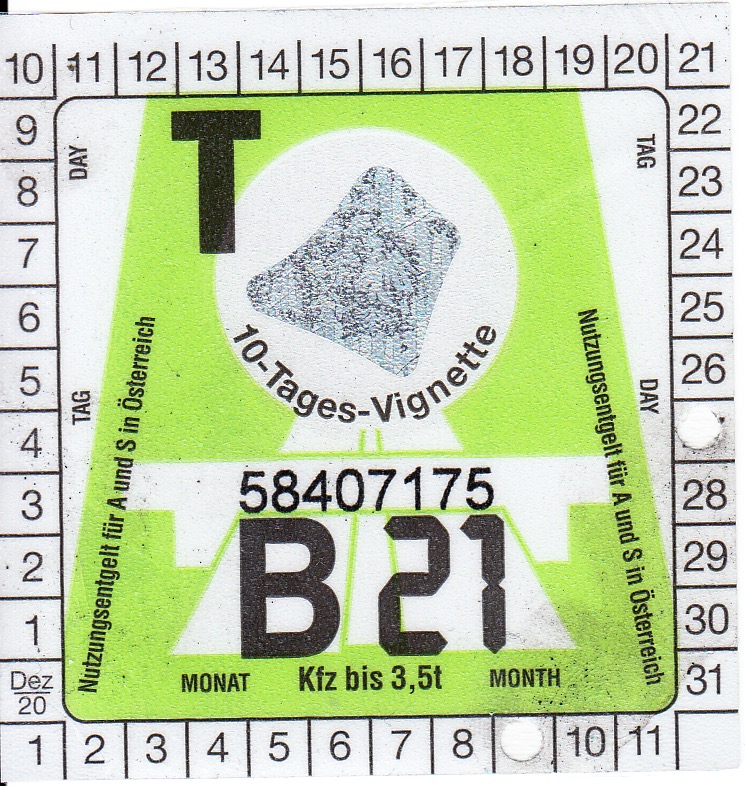 10 11 12 13 14 15 16 17 18 19 20 21
9
8
7
6
5
4
3
2
1
Dez
20
22
23
24
25
26
28
29
30
31
DAY
TAG
TAG
DAY
T
10-Tages-Vignette
Nutzungsentgelt für A und S in Österreich
Nutzungsentgelt für A und S in Österreich
58407175
B 21
MONAT Kfz bis 3,5t MONTH
1 2 3 4 5 6 7 8 10 11